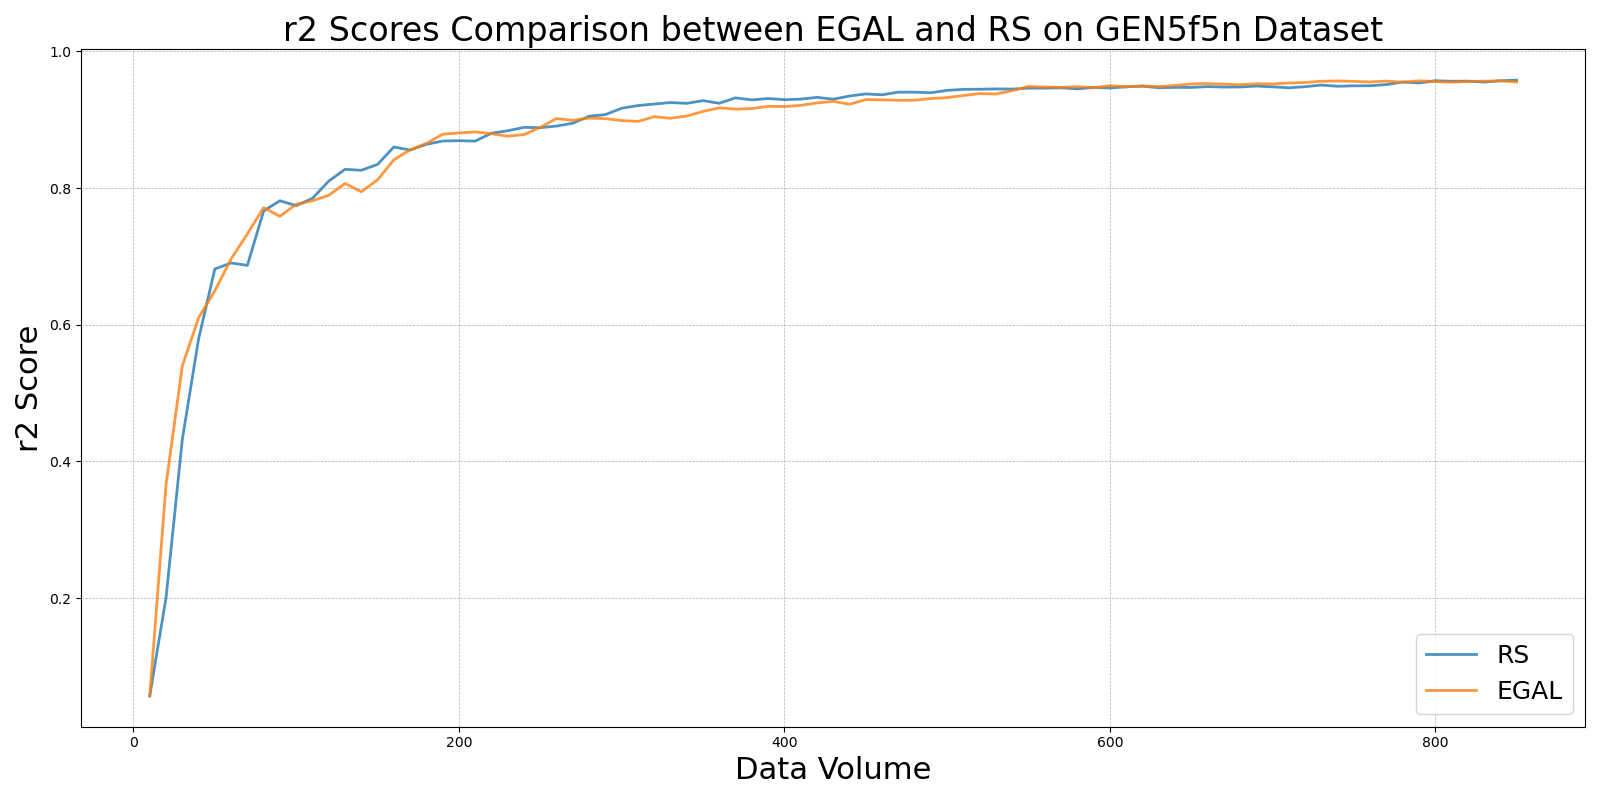 r2 Scores Comparison between EGAL and RS on GEN5f5n Dataset
1.0
0.8
0.6
0.4
0.2
r2 Score
RS
EGAL
0 200 400 600 800
Data Volume